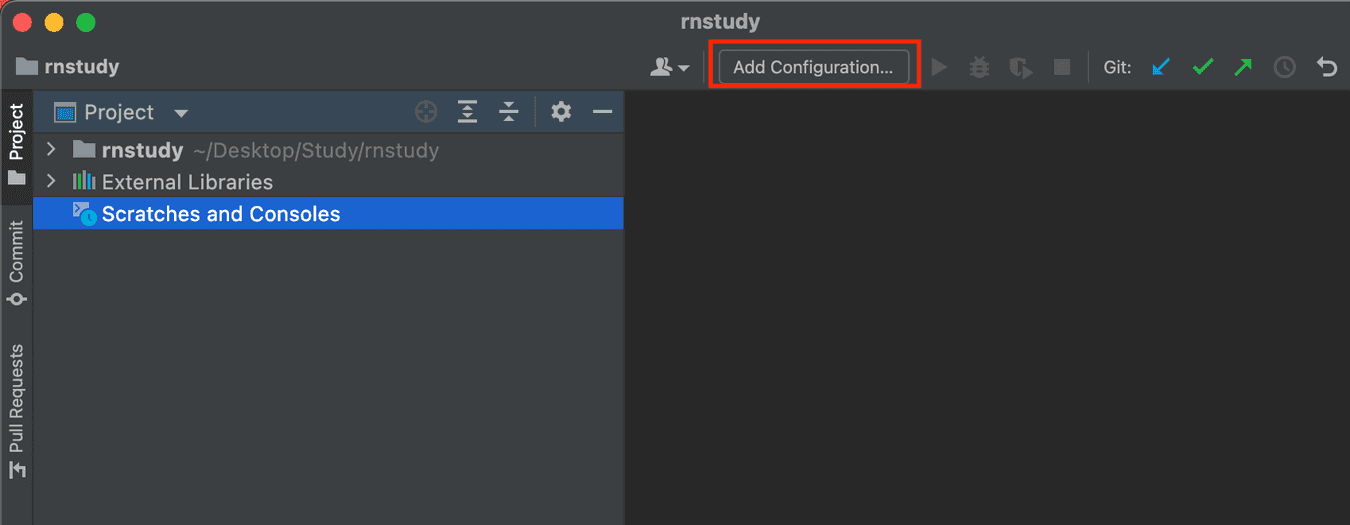 rnstudy
rnstudy
Add Configuration...
Git:
Project
Project
rnstudy ~/Desktop/Study/rnstudy
External Libraries
Scratches and Consoles
Commit
Pull Requests